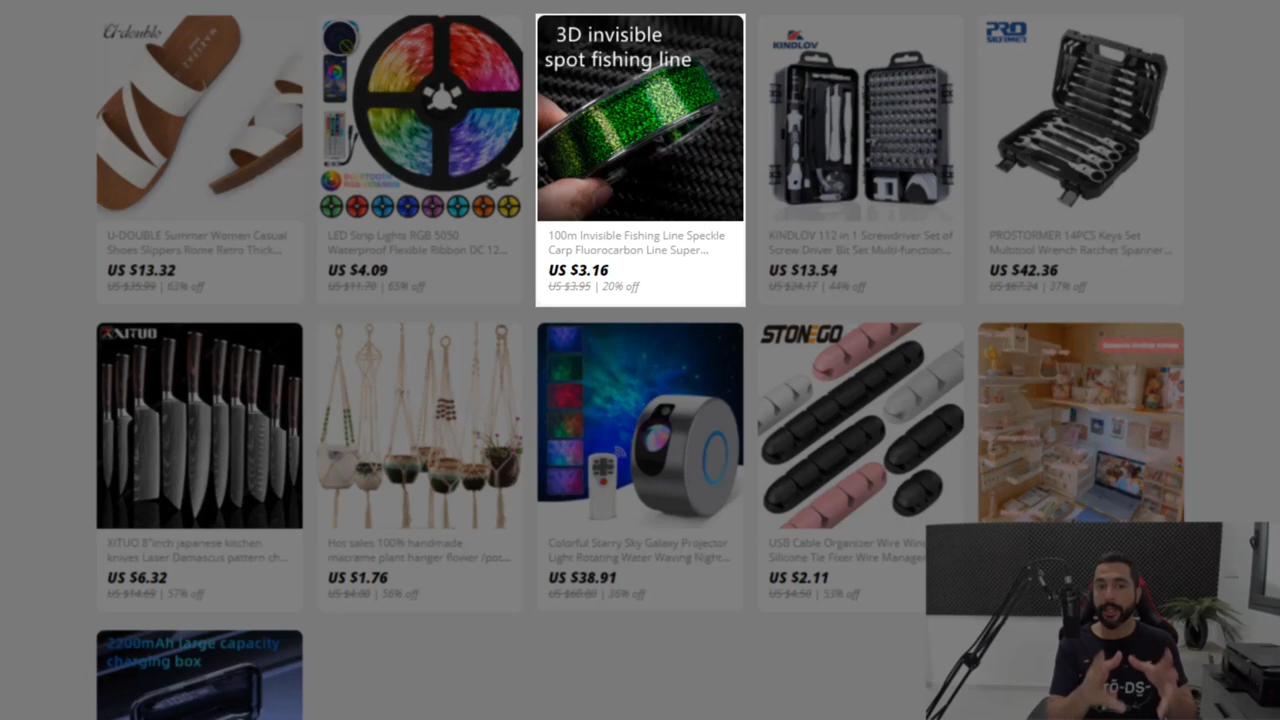 U-double
3D invisible
spot fishing line
KINDLOV
PRO
U-DOUBLE Summer Women Casual
Shoes Slippers Rome Retro Thick...
US $13.32
US $35.99 | 63% off
LED Strip Lights RGB 5050
Waterproof Flexible Ribbon DC 12...
US $4.09
US $11.70 | 65% off
100m Invisible Fishing Line Speckle
Carp Fluorocarbon Line Super...
US $3.16
US $3.95 | 20% off
KINDLOV 112 in 1 Screwdriver Set of
Screw Driver Bit Set Multi-function...
US $13.54
US $24.17 | 44% off
PROSTORMER 14PCS Keys Set
Multitool Wrench Ratchet Spanner...
US $42.36
US $67.24 | 37% off
XITUO
STONEGO
XITUO 8"inch japanese kitchen
knives Laser Damascus pattern ch...
US $6.32
US $14.69 | 57% off
Hot sales 100% handmade
macrame plant hanger flower /pot...
US $1.76
US $4.00 | 56% off
Colorful Starry Sky Galaxy Projector
Light Rotating Water Waving Night...
US $38.91
US $60.80 | 36% off
USB Cable Organizer Wire Win
Silicone Tie Fixer Wire Manage
US $2.11
US $4.50 | 53% off
2200mAh large capacity
charging box